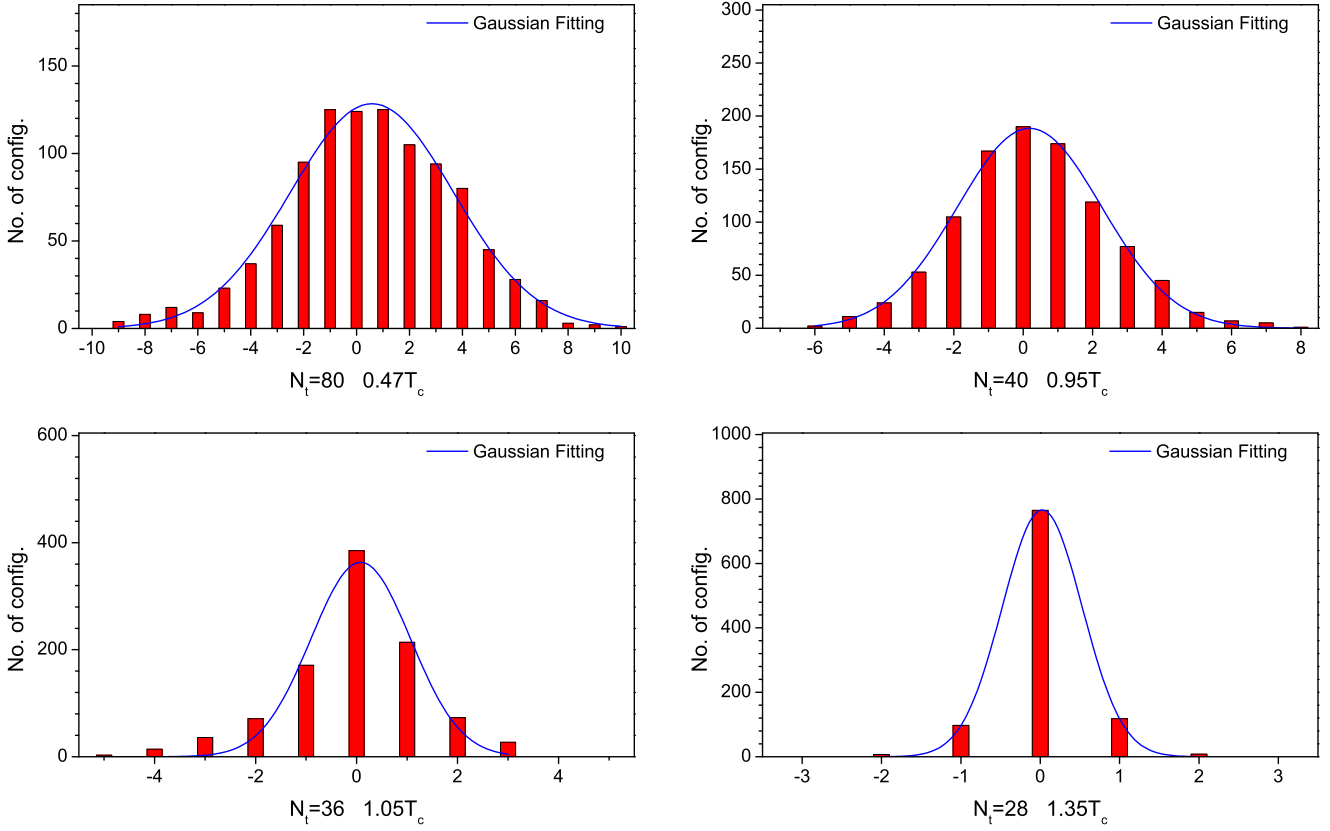 Gaussian Fitting
150
100
50
0
No. of config.
-10 -8 -6 -4 -2 0 2 4 6 8 10
N_t=80 0.47T_c
Gaussian Fitting
300
250
200
150
100
50
0
No. of config.
-6 -4 -2 0 2 4 6 8
N_t=40 0.95T_c
Gaussian Fitting
600
400
200
0
No. of config.
-4 -2 0 2 4
N_t=36 1.05T_c
Gaussian Fitting
1000
800
600
400
200
0
No. of config.
-3 -2 -1 0 1 2 3
N_t=28 1.35T_c